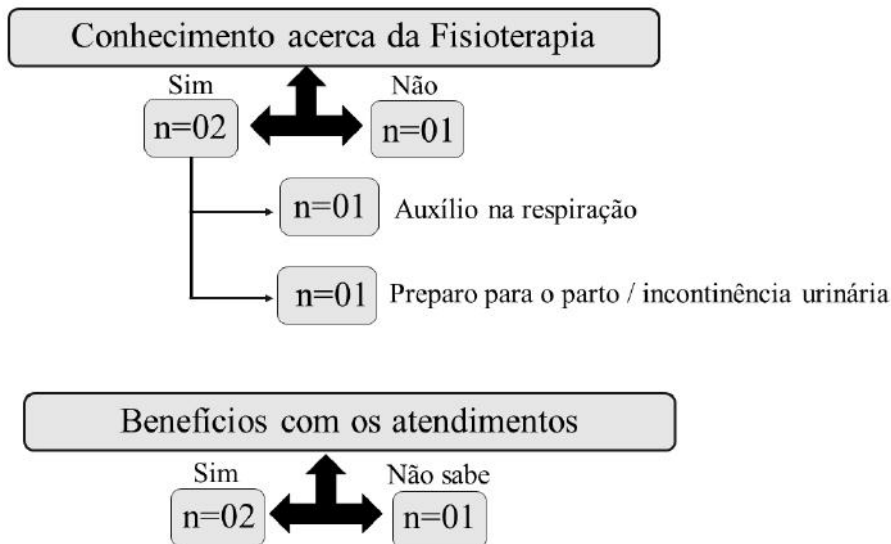 Conhecimento acerca da Fisioterapia
Sim
Não
n=02
n=01
n=01
Auxílio na respiração
n=01
Preparo para o parto / incontinência urinária
Benefícios com os atendimentos
Sim
Não sabe
n=02
n=01